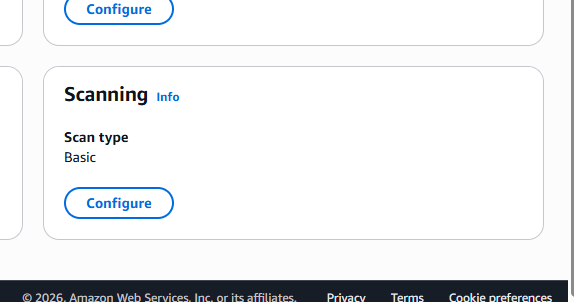 Configure
Scanning Info
Scan type
Basic
Configure
© 2026, Amazon Web Services, Inc. or its affiliates. Privacy Terms Cookie preferences